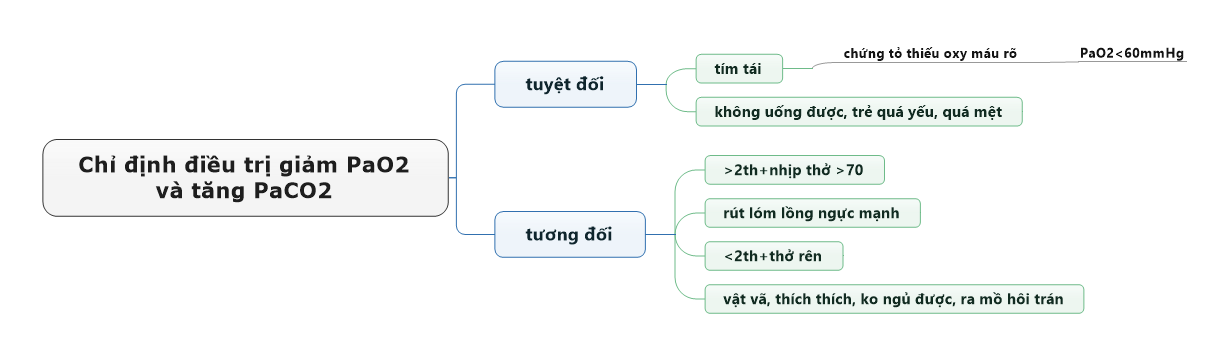 Chỉ định điều trị giảm PaO2
và tăng PaCO2
tuyệt đối
tím tái
chứng tỏ thiếu oxy máu rõ
PaO2<60mmHg
không uống được, trẻ quá yếu, quá mệt
tương đối
>2th+nhịp thở >70
rút lóm lồng ngực mạnh
<2th+thở rên
vật vã, thích thích, ko ngủ được, ra mồ hôi trán